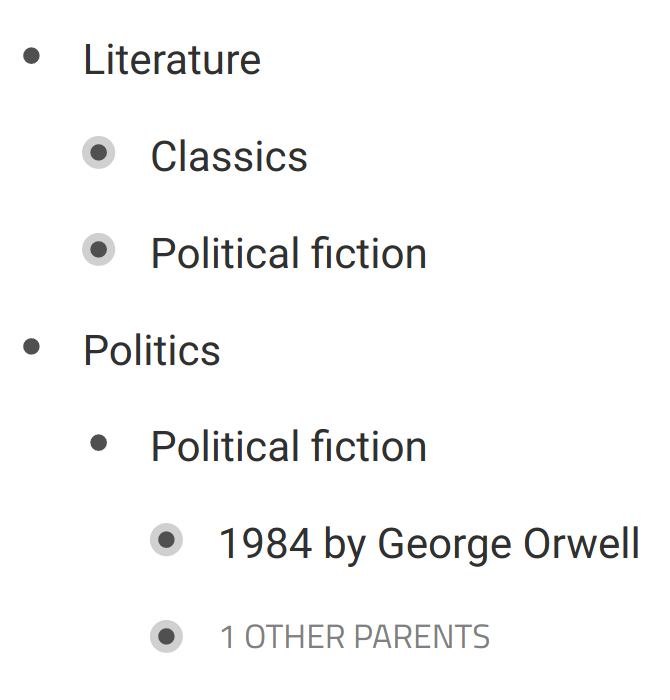 Literature
Classics
Political fiction
Politics
Political fiction
1984 by George Orwell
1 OTHER PARENTS